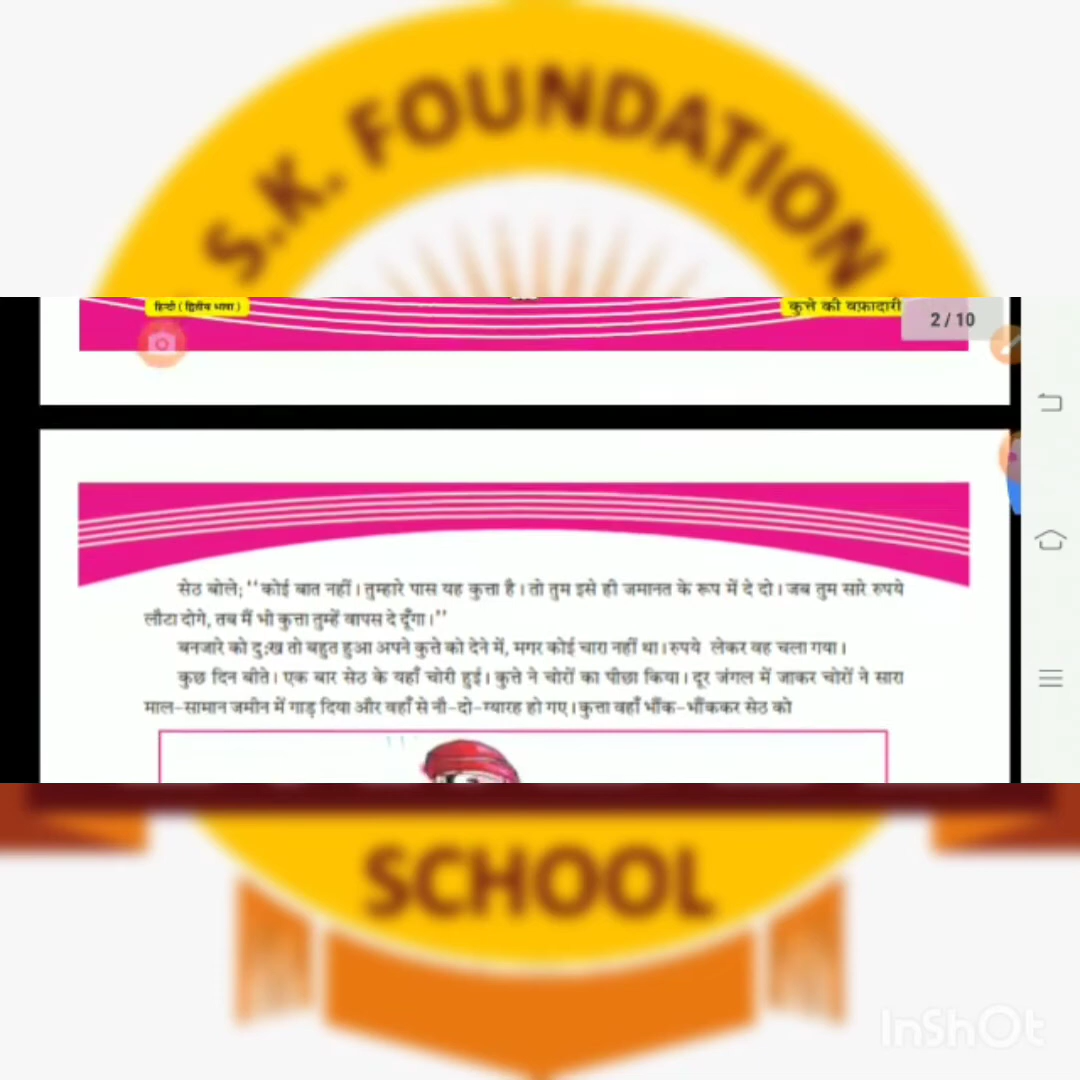 S.K. FOUNDATION
हिन्दी ( द्वितीय भाषा )
कुत्ते की वफ़ादारी
2 / 10
सेठ बोले; ‘‘कोई बात नहीं। तुम्हारे पास यह कुत्ता है। तो तुम इसे ही जमानत के रूप में दे दो। जब तुम सारे रुपये
लौटा दोगे, तब मैं भी कुत्ता तुम्हें वापस दे दूँगा।’’
बनजारे को दुःख तो बहुत हुआ अपने कुत्ते को देने में, मगर कोई चारा नहीं था। रुपये लेकर वह चला गया।
कुछ दिन बीते। एक बार सेठ के यहाँ चोरी हुई। कुत्ते ने चोरों का पीछा किया। दूर जंगल में जाकर चोरों ने सारा
माल-सामान जमीन में गाड़ दिया और वहाँ से नौ-दो-ग्यारह हो गए। कुत्ता वहाँ भौंक-भौंककर सेठ को
SCHOOL
InShOt